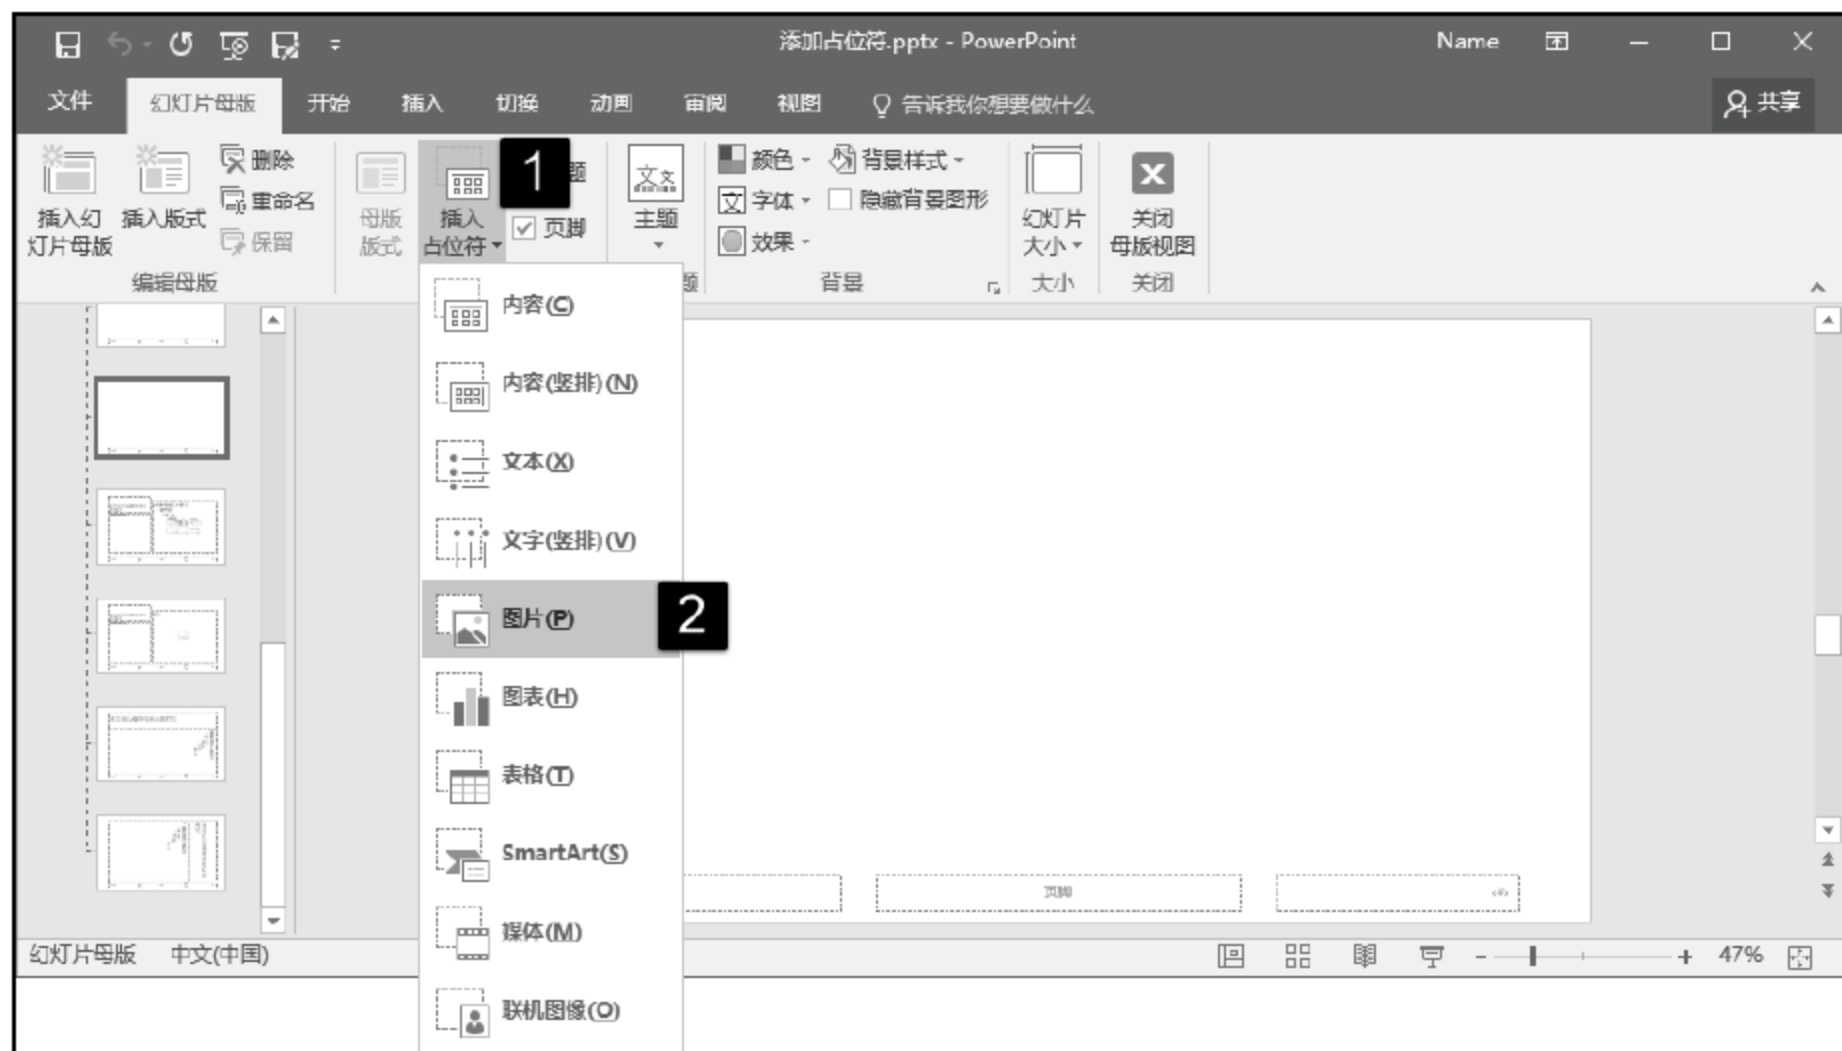 添加占位符.pptx - PowerPoint
Name
文件 幻灯片母版 开始 插入 切换 动画 审阅 视图 告诉我你想要做什么 共享
插入幻灯片母版
插入版式
删除
重命名
保留
编辑母版
母版版式
插入占位符
1
题
页脚
主题
题
颜色
字体
效果
背景样式
隐藏背景图形
背景
幻灯片大小
大小
关闭母版视图
关闭
内容(C)
内容(竖排)(N)
文本(X)
文字(竖排)(V)
图片(P)
2
图表(H)
表格(T)
SmartArt(S)
媒体(M)
联机图像(O)
页脚
幻灯片母版 中文(中国)
47%